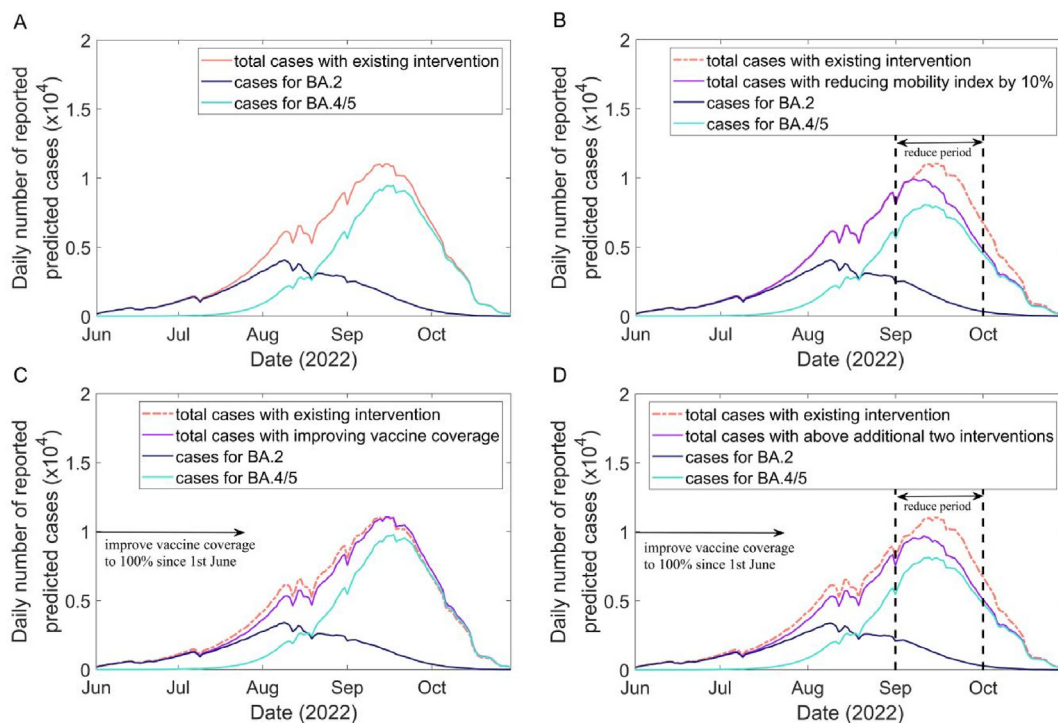 A
Daily number of reported
predicted cases (x10^4)
2
1.5
1
0.5
0
total cases with existing intervention
cases for BA.2
cases for BA.4/5
Jun
Jul
Aug
Sep
Oct
Date (2022)
B
Daily number of reported
predicted cases (x10^4)
2
1.5
1
0.5
0
total cases with existing intervention
total cases with reducing mobility index by 10%
cases for BA.2
cases for BA.4/5
reduce period
Jun
Jul
Aug
Sep
Oct
Date (2022)
C
Daily number of reported
predicted cases (x10^4)
2
1.5
1
0.5
0
total cases with existing intervention
total cases with improving vaccine coverage
cases for BA.2
cases for BA.4/5
improve vaccine coverage
to 100% since 1st June
Jun
Jul
Aug
Sep
Oct
Date (2022)
D
Daily number of reported
predicted cases (x10^4)
2
1.5
1
0.5
0
total cases with existing intervention
total cases with above additional two interventions
cases for BA.2
cases for BA.4/5
reduce period
improve vaccine coverage
to 100% since 1st June
Jun
Jul
Aug
Sep
Oct
Date (2022)